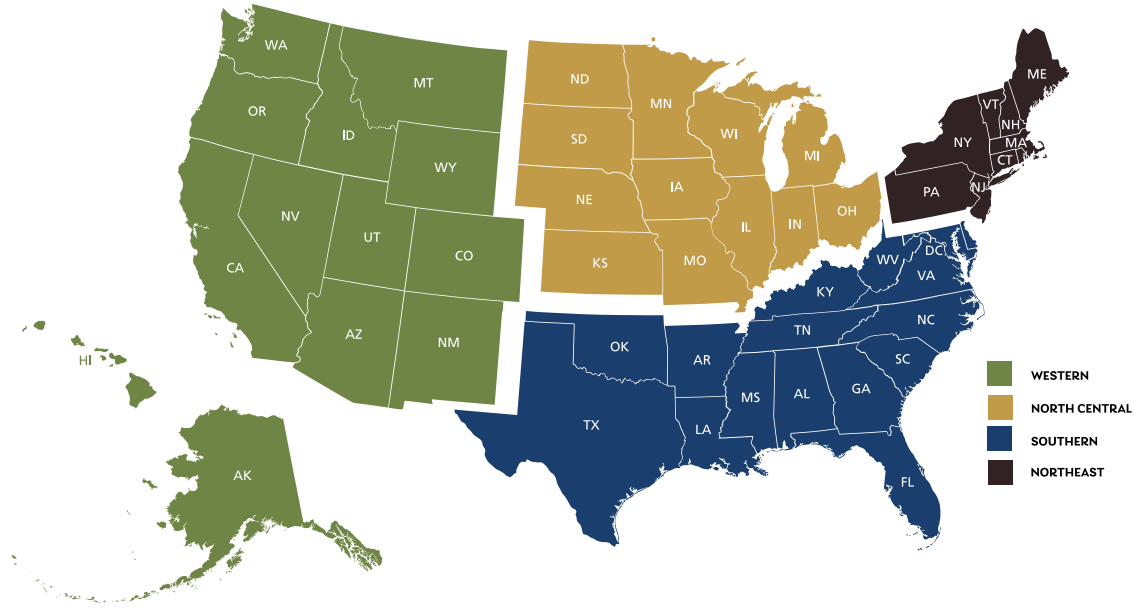 WA
MT
ND
MN
ME
OR
ID
SD
WI
MI
VT
NH
NY
MA
CT
WY
NE
IA
PA
NJ
NV
UT
CO
KS
MO
IL
IN
OH
CA
AZ
NM
OK
AR
KY
WV
DC
VA
TN
NC
SC
TX
LA
MS
AL
GA
FL
HI
AK
WESTERN
NORTH CENTRAL
SOUTHERN
NORTHEAST